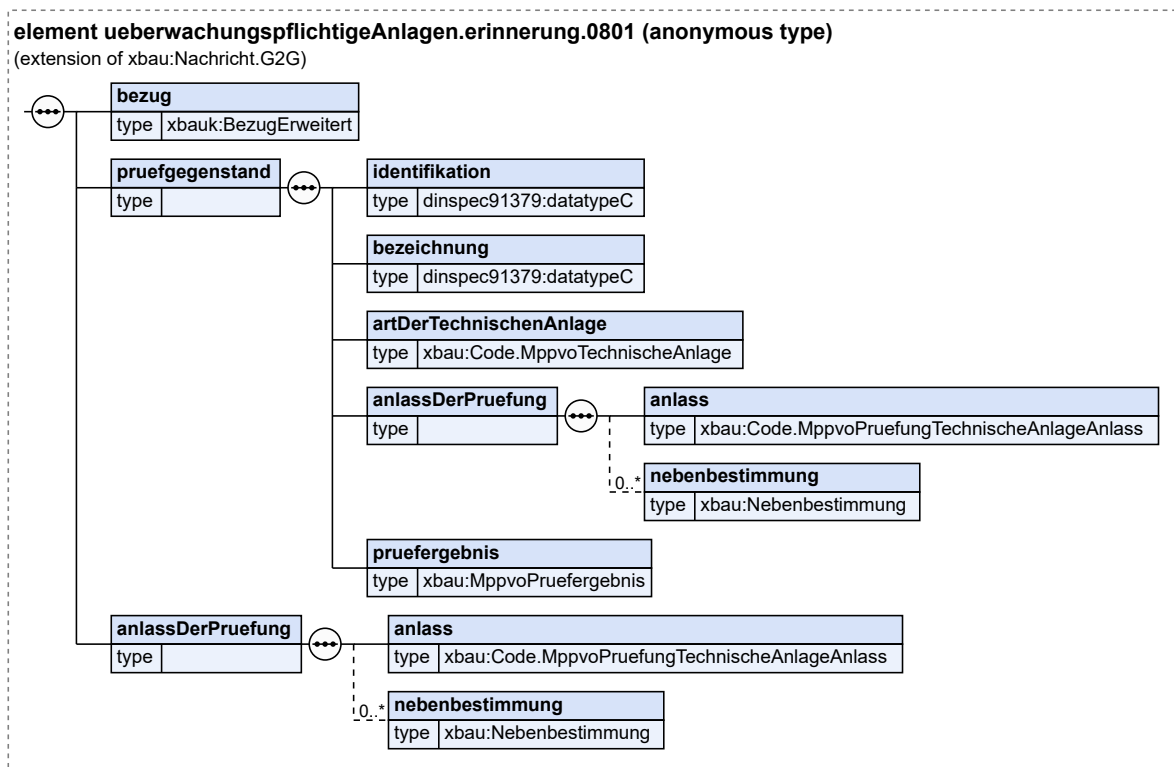 element ueberwachungspflichtigeAnlagen.erinnerung.0801 (anonymous type)
(extension of xbau:Nachricht.G2G)
bezug
type xbauk:BezugErweitert
pruefgegenstand
type
identifikation
type dinspec91379:datatypeC
bezeichnung
type dinspec91379:datatypeC
artDerTechnischenAnlage
type xbau:Code.MppvoTechnischeAnlage
anlassDerPruefung
type
anlass
type xbau:Code.MppvoPruefungTechnischeAnlageAnlass
0..* nebenbestimmung
type xbau:Nebenbestimmung
pruefergebnis
type xbau:MppvoPruefergebnis
anlassDerPruefung
type
anlass
type xbau:Code.MppvoPruefungTechnischeAnlageAnlass
0..* nebenbestimmung
type xbau:Nebenbestimmung